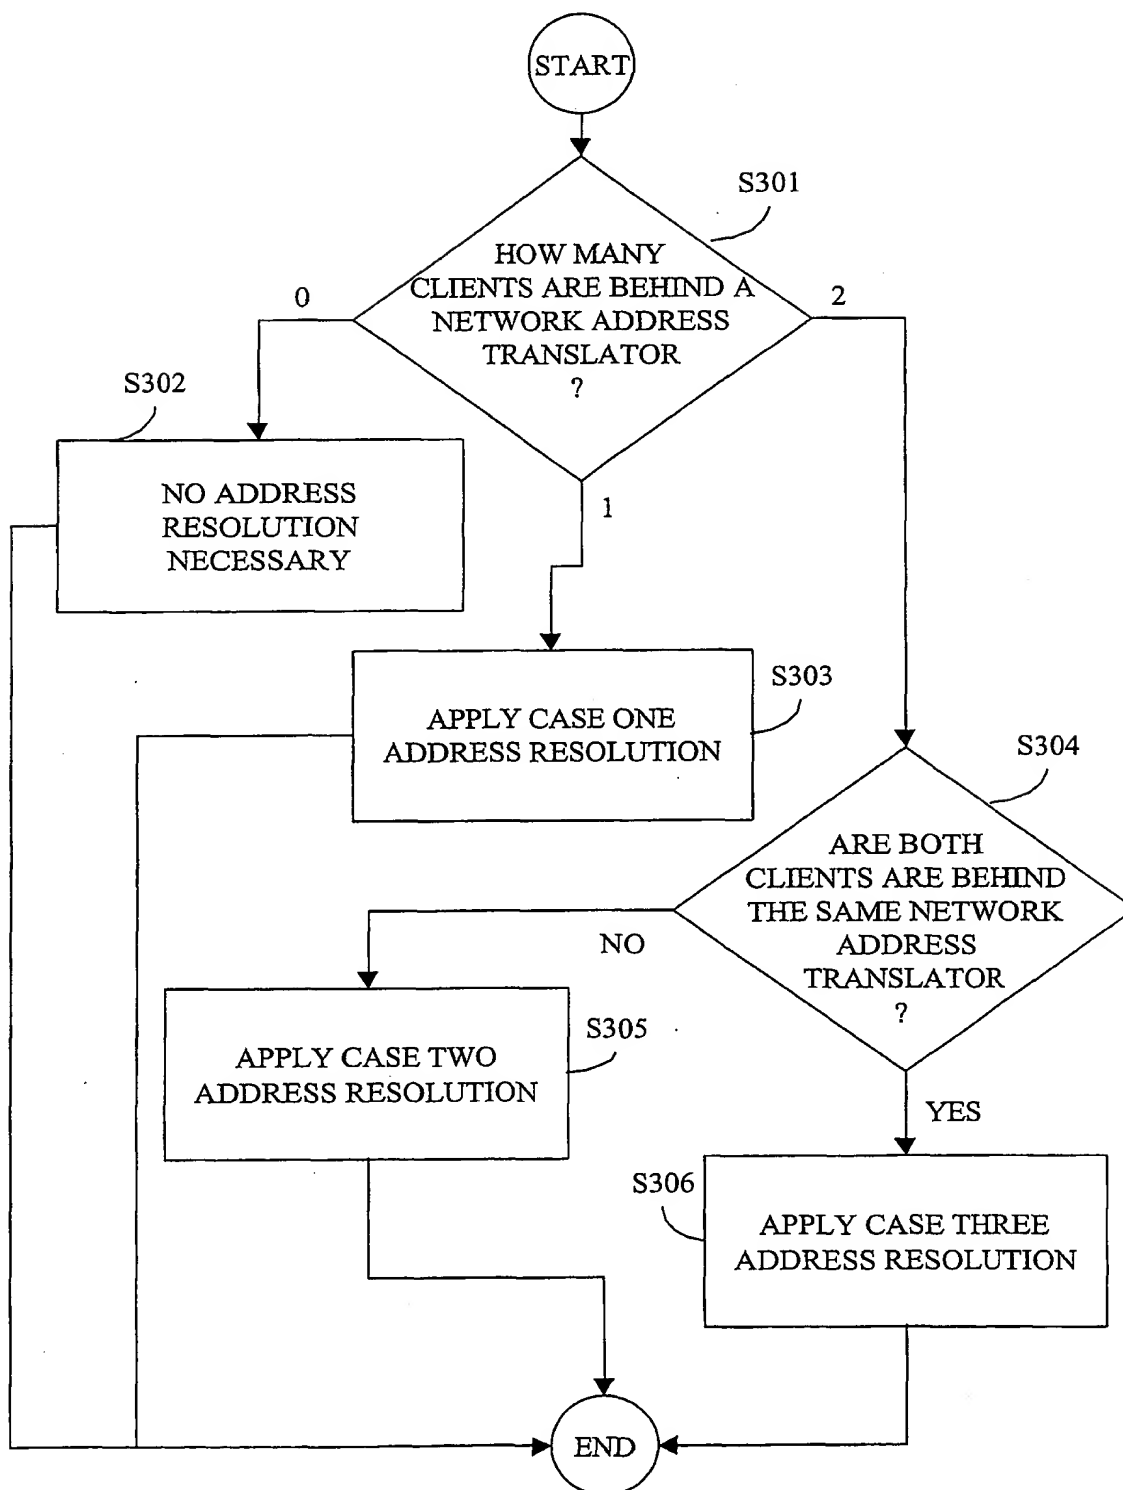 START
S301
HOW MANY
CLIENTS ARE BEHIND A
NETWORK ADDRESS
TRANSLATOR
?
0
2
1
S302
NO ADDRESS
RESOLUTION
NECESSARY
S303
APPLY CASE ONE
ADDRESS RESOLUTION
S304
ARE BOTH
CLIENTS ARE BEHIND
THE SAME NETWORK
ADDRESS
TRANSLATOR
?
NO
YES
S305
APPLY CASE TWO
ADDRESS RESOLUTION
S306
APPLY CASE THREE
ADDRESS RESOLUTION
END